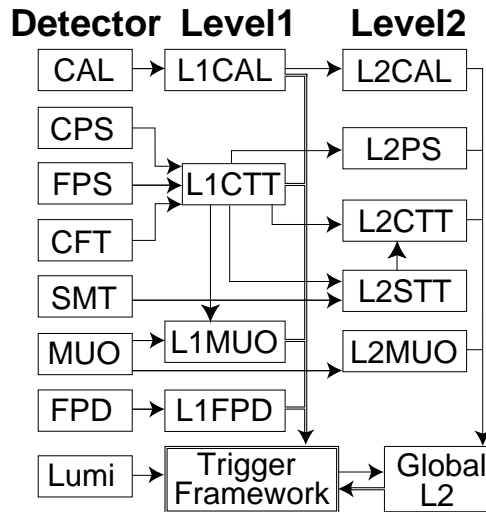 Detector Level1 Level2
CAL L1CAL L2CAL
CPS
L2PS
FPS L1CTT
CFT L2CTT
SMT L2STT
MUO L1MUO L2MUO
FPD L1FPD
Lumi Trigger Global
Framework L2